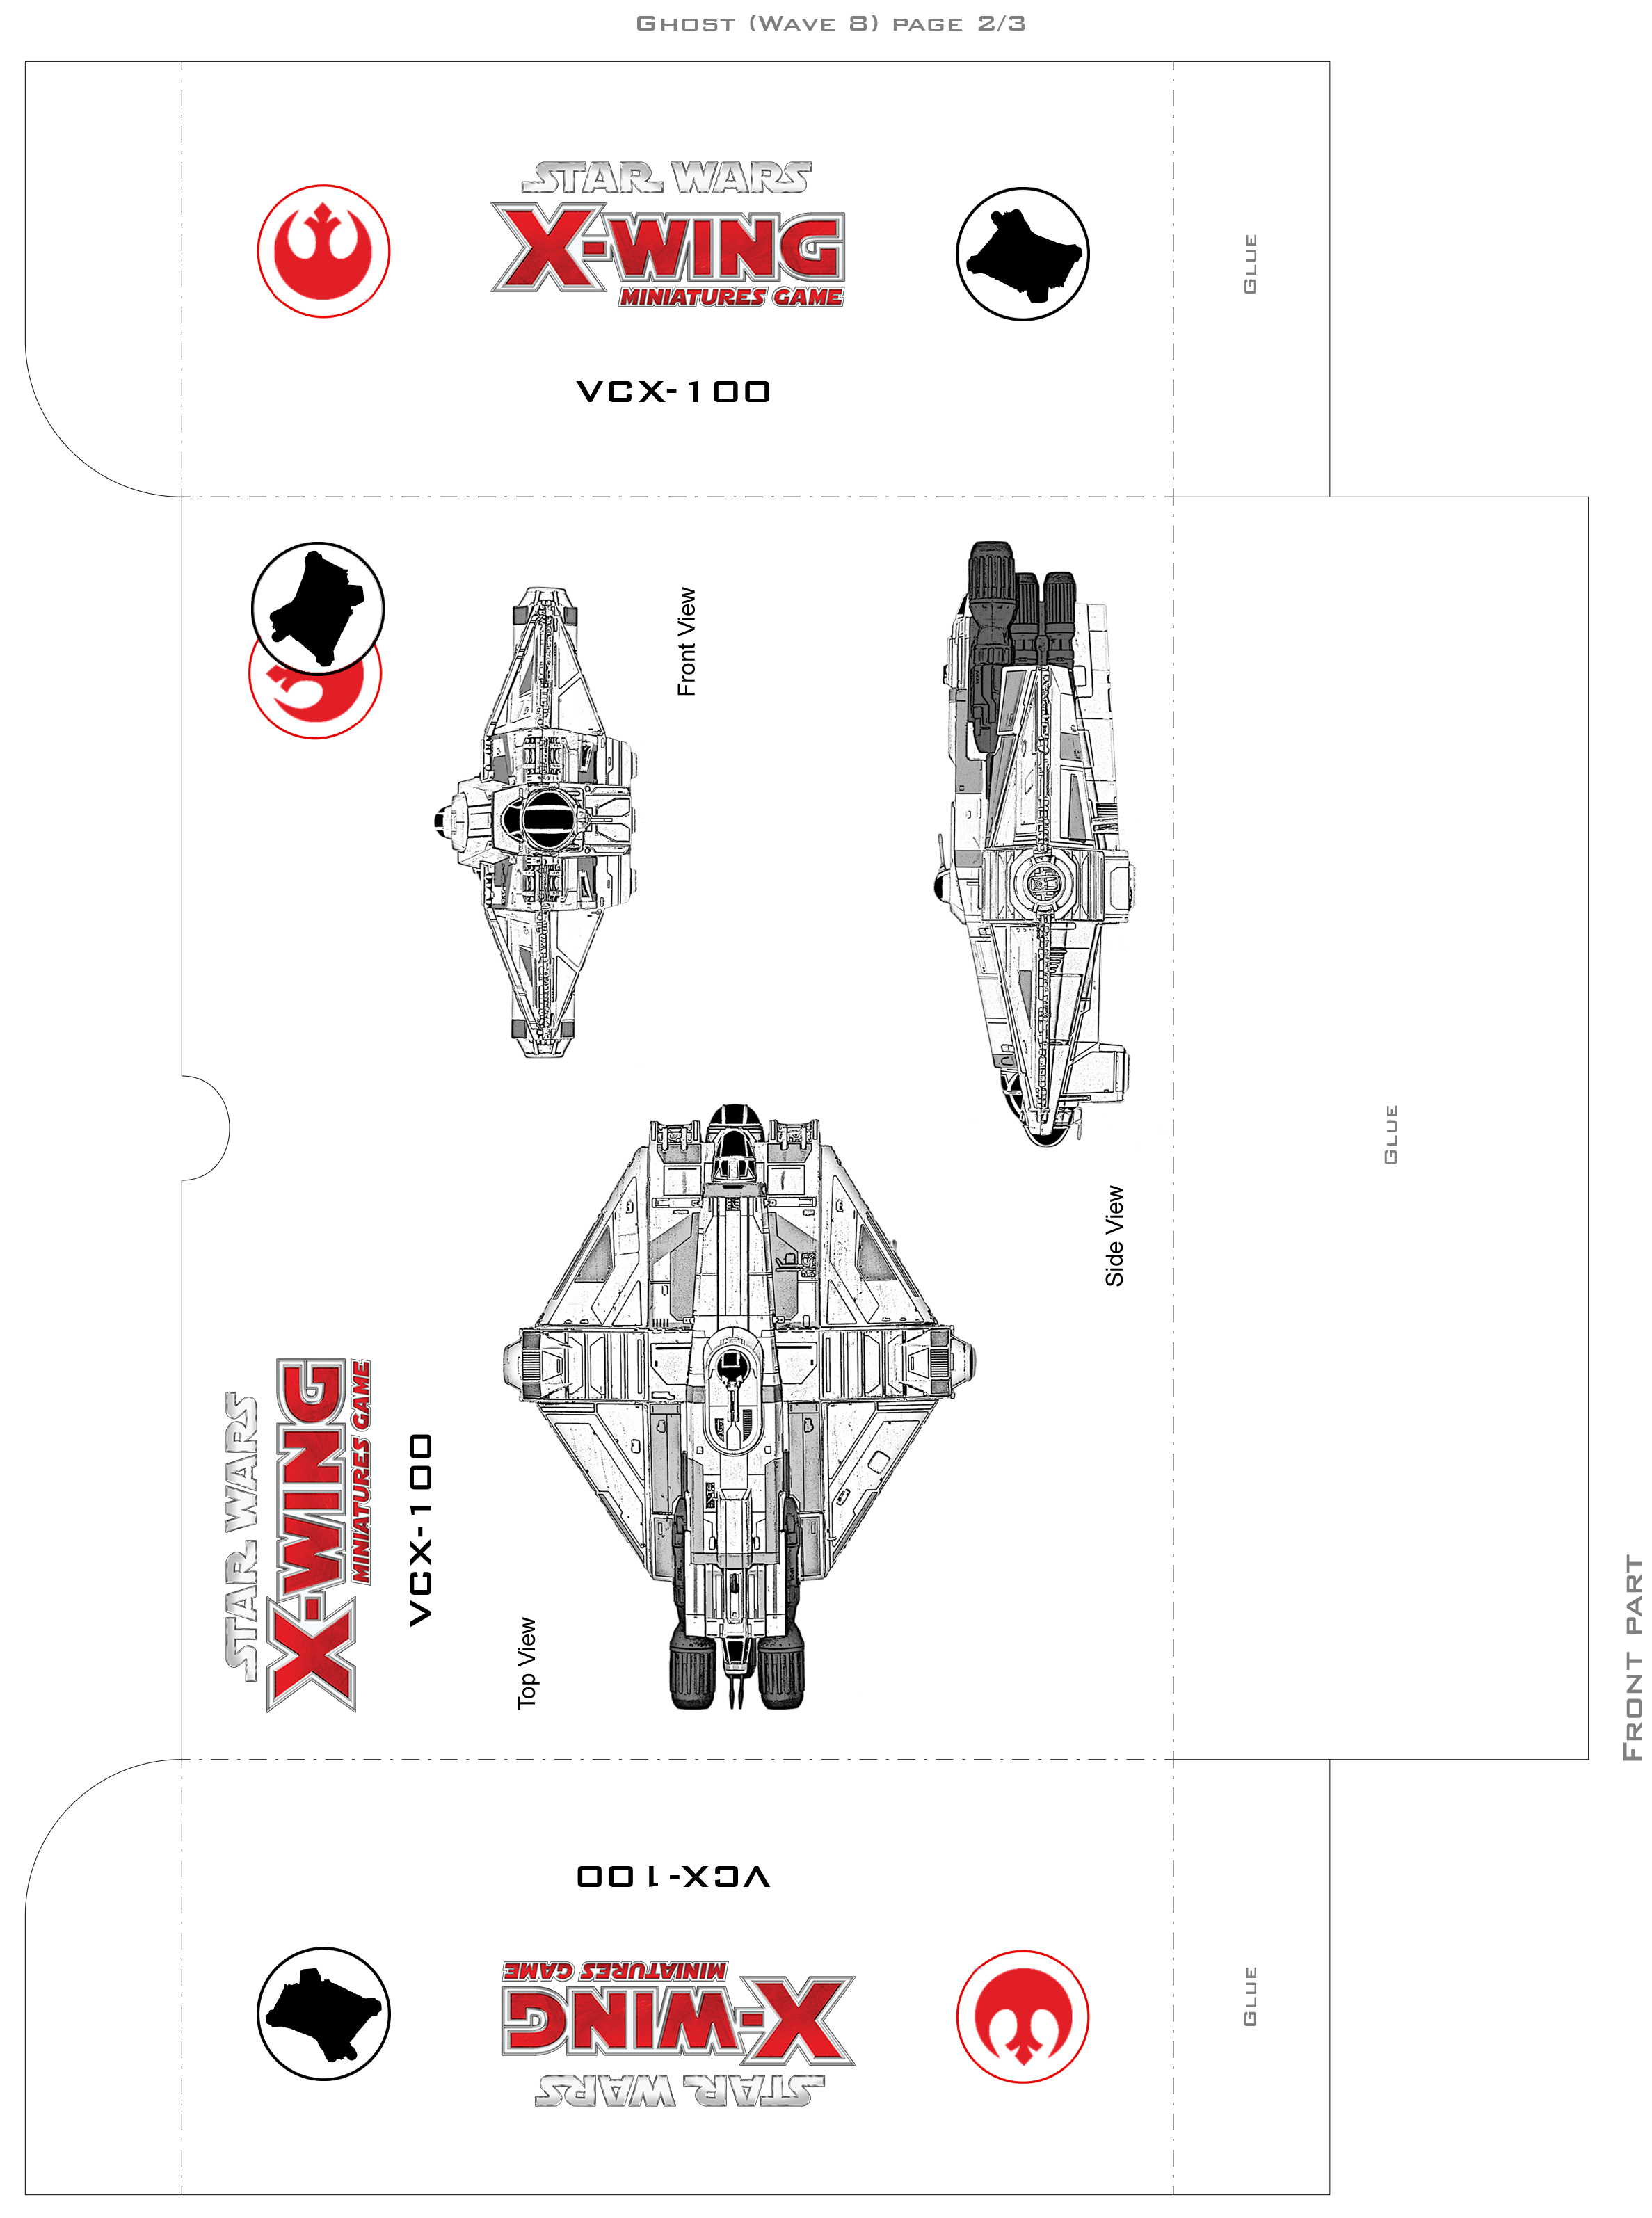 Ghost (Wave 8) page 2/3
STAR WARS
X-WING
MINIATURES GAME
VCX-100
Glue
Front View
Side View
Glue
STAR WARS
X-WING
MINIATURES GAME
VCX-100
Top View
Front part
VCX-100
STAR WARS
X-WING
MINIATURES GAME
Glue